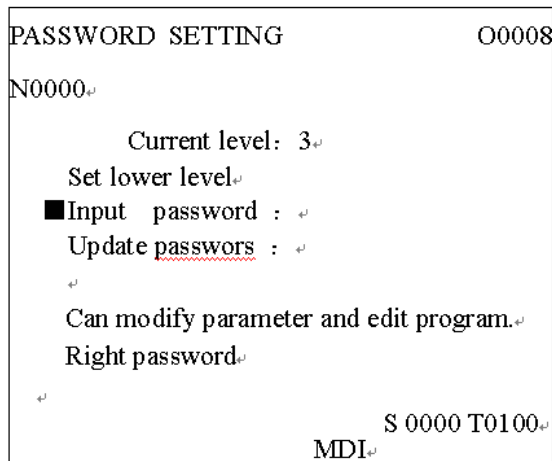 PASSWORD SETTING O0008
N0000
Current level： 3
Set lower level
Input password ：
Update passwors ：
Can modify parameter and edit program.
Right password
S 0000 T0100
MDI